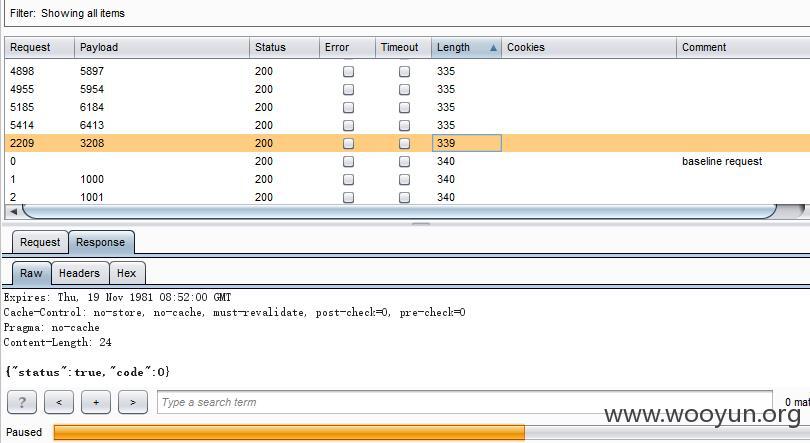 Filter: Showing all items
Request Payload Status Error Timeout Length Cookies Comment
4898 5897 200 335
4955 5954 200 335
5185 6184 200 335
5414 6413 200 335
2209 3208 200 339
0 200 340 baseline request
1 1000 200 340
2 1001 200 340
Request Response
Raw Headers Hex
Expires: Thu, 19 Nov 1981 08:52:00 GMT
Cache-Control: no-store, no-cache, must-revalidate, post-check=0, pre-check=0
Pragma: no-cache
Content-Length: 24
{"status":true,"code":0}
? < + > Type a search term 0 mat
www.wooyun.org
Paused